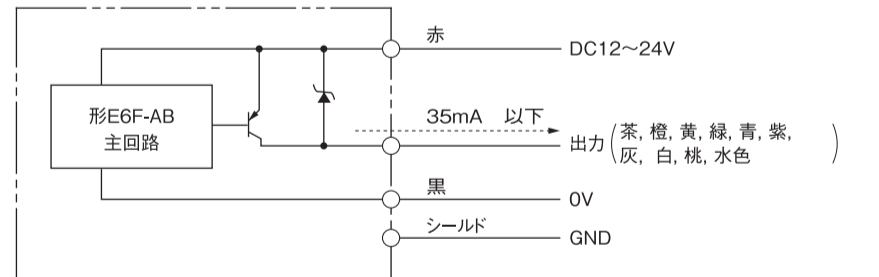 赤
DC12～24V
形E6F-AB
主回路
35mA 以下
出力(茶, 橙, 黄, 緑, 青, 紫,
灰, 白, 桃, 水色)
黒
0V
シールド
GND